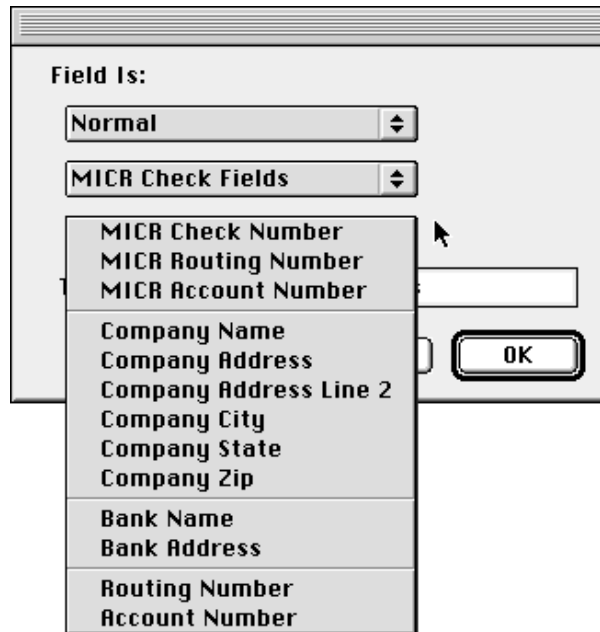 Field Is:
Normal
MICR Check Fields
MICR Check Number
MICR Routing Number
MICR Account Number
Company Name
Company Address
Company Address Line 2
OK
Company City
Company State
Company Zip
Bank Name
Bank Address
Routing Number
Account Number